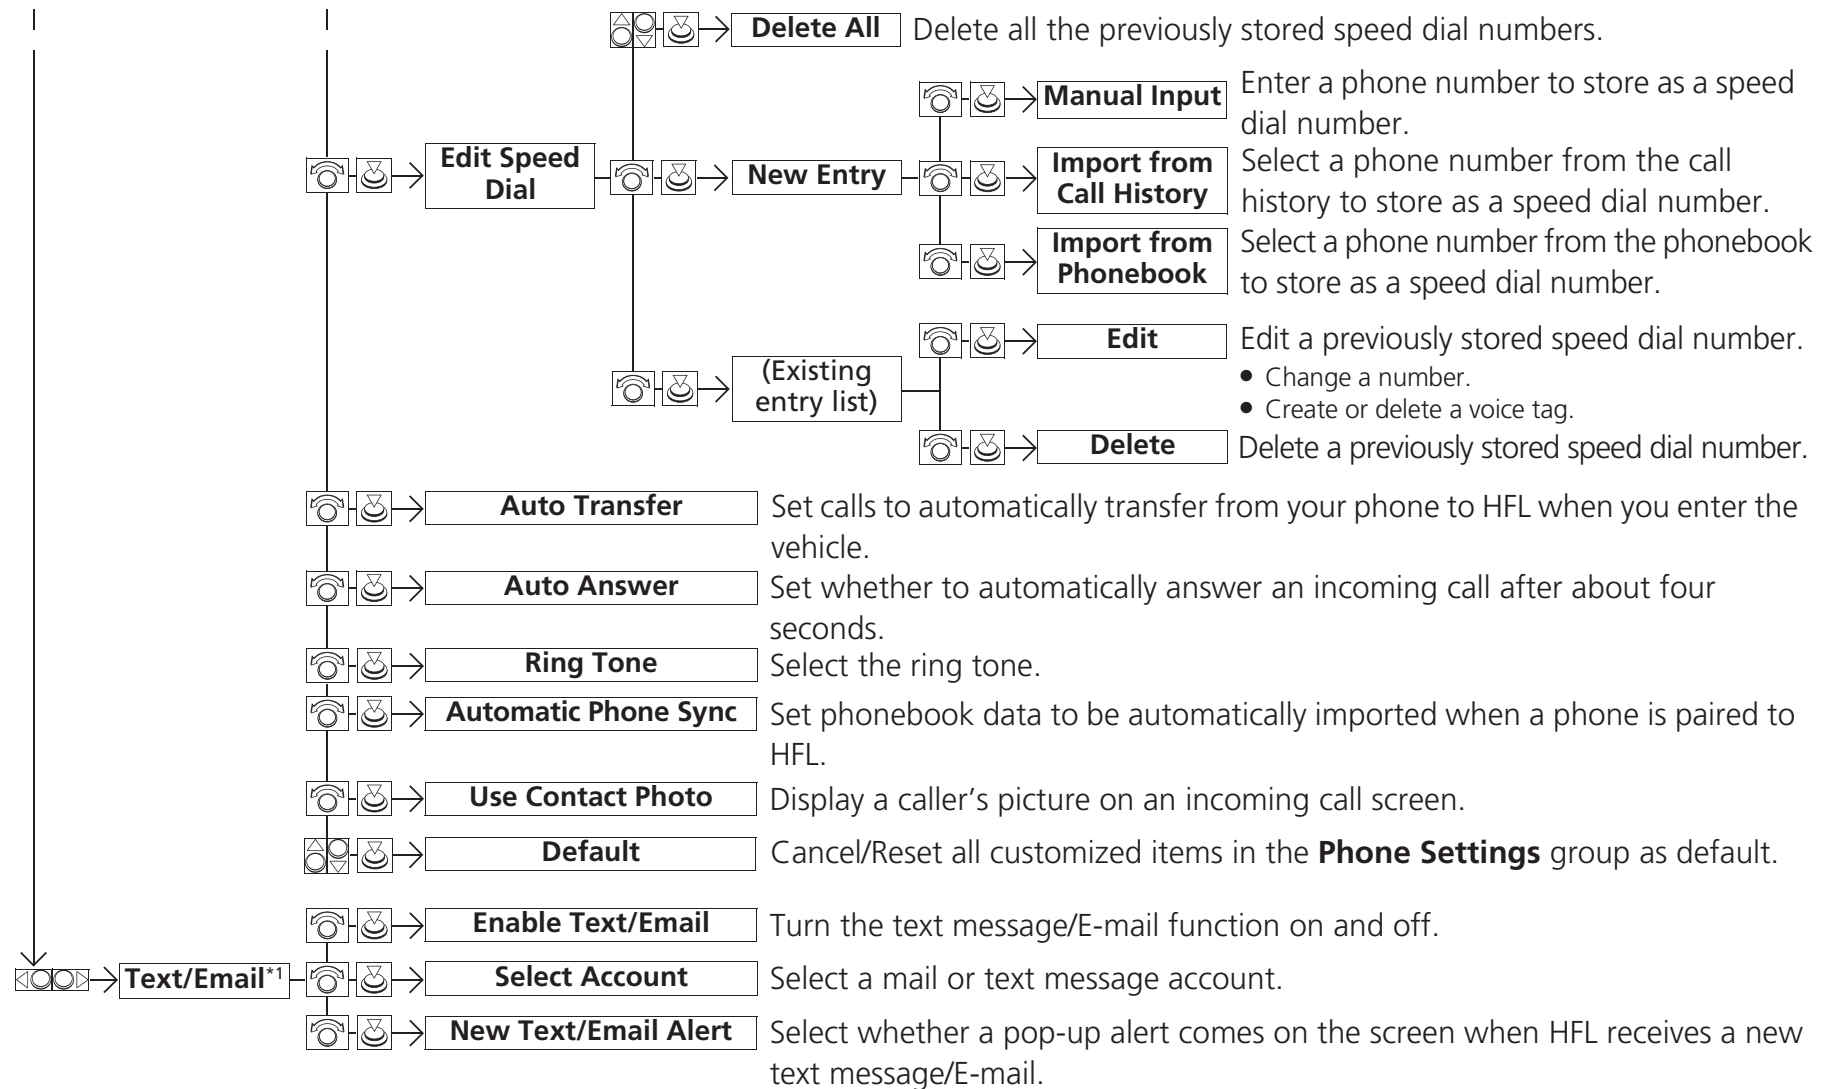 Delete All Delete all the previously stored speed dial numbers.
Manual Input Enter a phone number to store as a speed
dial number.
Edit Speed
Dial
New Entry
Import from
Call History
Select a phone number from the call
history to store as a speed dial number.
Import from
Phonebook
Select a phone number from the phonebook
to store as a speed dial number.
(Existing
entry list)
Edit Edit a previously stored speed dial number.
● Change a number.
● Create or delete a voice tag.
Delete Delete a previously stored speed dial number.
Auto Transfer Set calls to automatically transfer from your phone to HFL when you enter the
vehicle.
Auto Answer Set whether to automatically answer an incoming call after about four
seconds.
Ring Tone Select the ring tone.
Automatic Phone Sync Set phonebook data to be automatically imported when a phone is paired to
HFL.
Use Contact Photo Display a caller’s picture on an incoming call screen.
Default Cancel/Reset all customized items in the Phone Settings group as default.
Text/Email*1
Enable Text/Email Turn the text message/E-mail function on and off.
Select Account Select a mail or text message account.
New Text/Email Alert Select whether a pop-up alert comes on the screen when HFL receives a new
text message/E-mail.